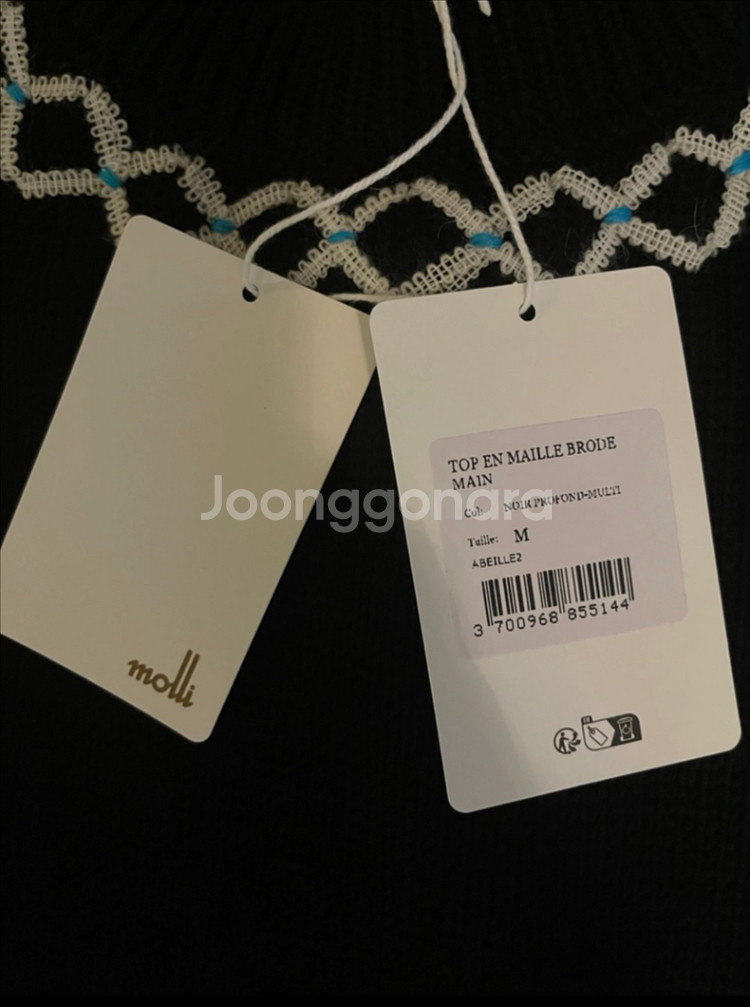 TOP EN MAILLE BRODE
MAIN
Col: NOIR PROFOND-MULTI
Taille: M
ABEILLE2
3 700968 855144
molli
Joonggonara